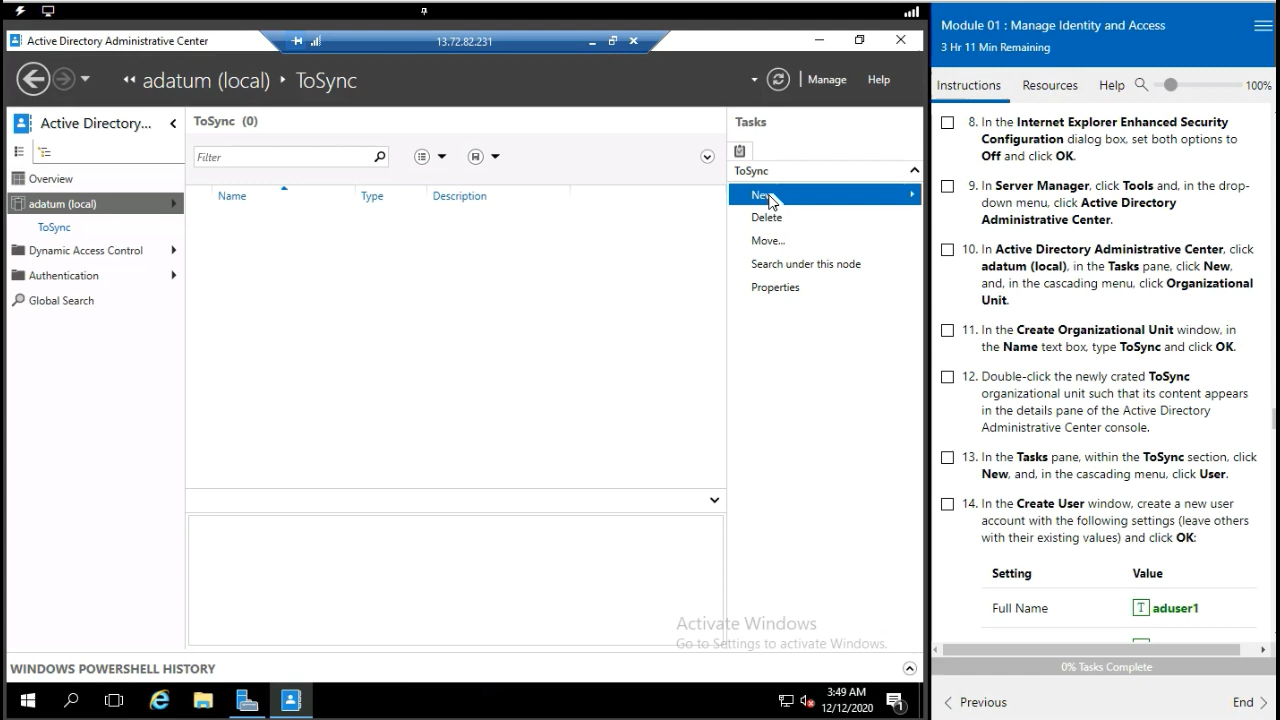 Active Directory Administrative Center
13.72.82.231
adatum (local) ToSync
Manage
Help
Active Directory...
Overview
adatum (local)
ToSync
Dynamic Access Control
Authentication
Global Search
ToSync (0)
Filter
Name Type Description
Tasks
ToSync
New
Delete
Move...
Search under this node
Properties
Activate Windows
Go to Settings to activate Windows.
WINDOWS POWERSHELL HISTORY
3:49 AM
12/12/2020
1
Module 01 : Manage Identity and Access
3 Hr 11 Min Remaining
Instructions Resources Help 100%
8. In the Internet Explorer Enhanced Security
Configuration dialog box, set both options to
Off and click OK.
9. In Server Manager, click Tools and, in the drop-
down menu, click Active Directory
Administrative Center.
10. In Active Directory Administrative Center, click
adatum (local), in the Tasks pane, click New,
and, in the cascading menu, click Organizational
Unit.
11. In the Create Organizational Unit window, in
the Name text box, type ToSync and click OK.
12. Double-click the newly crated ToSync
organizational unit such that its content appears
in the details pane of the Active Directory
Administrative Center console.
13. In the Tasks pane, within the ToSync section, click
New, and, in the cascading menu, click User.
14. In the Create User window, create a new user
account with the following settings (leave others
with their existing values) and click OK:
Setting Value
Full Name T aduser1
0% Tasks Complete
Previous End